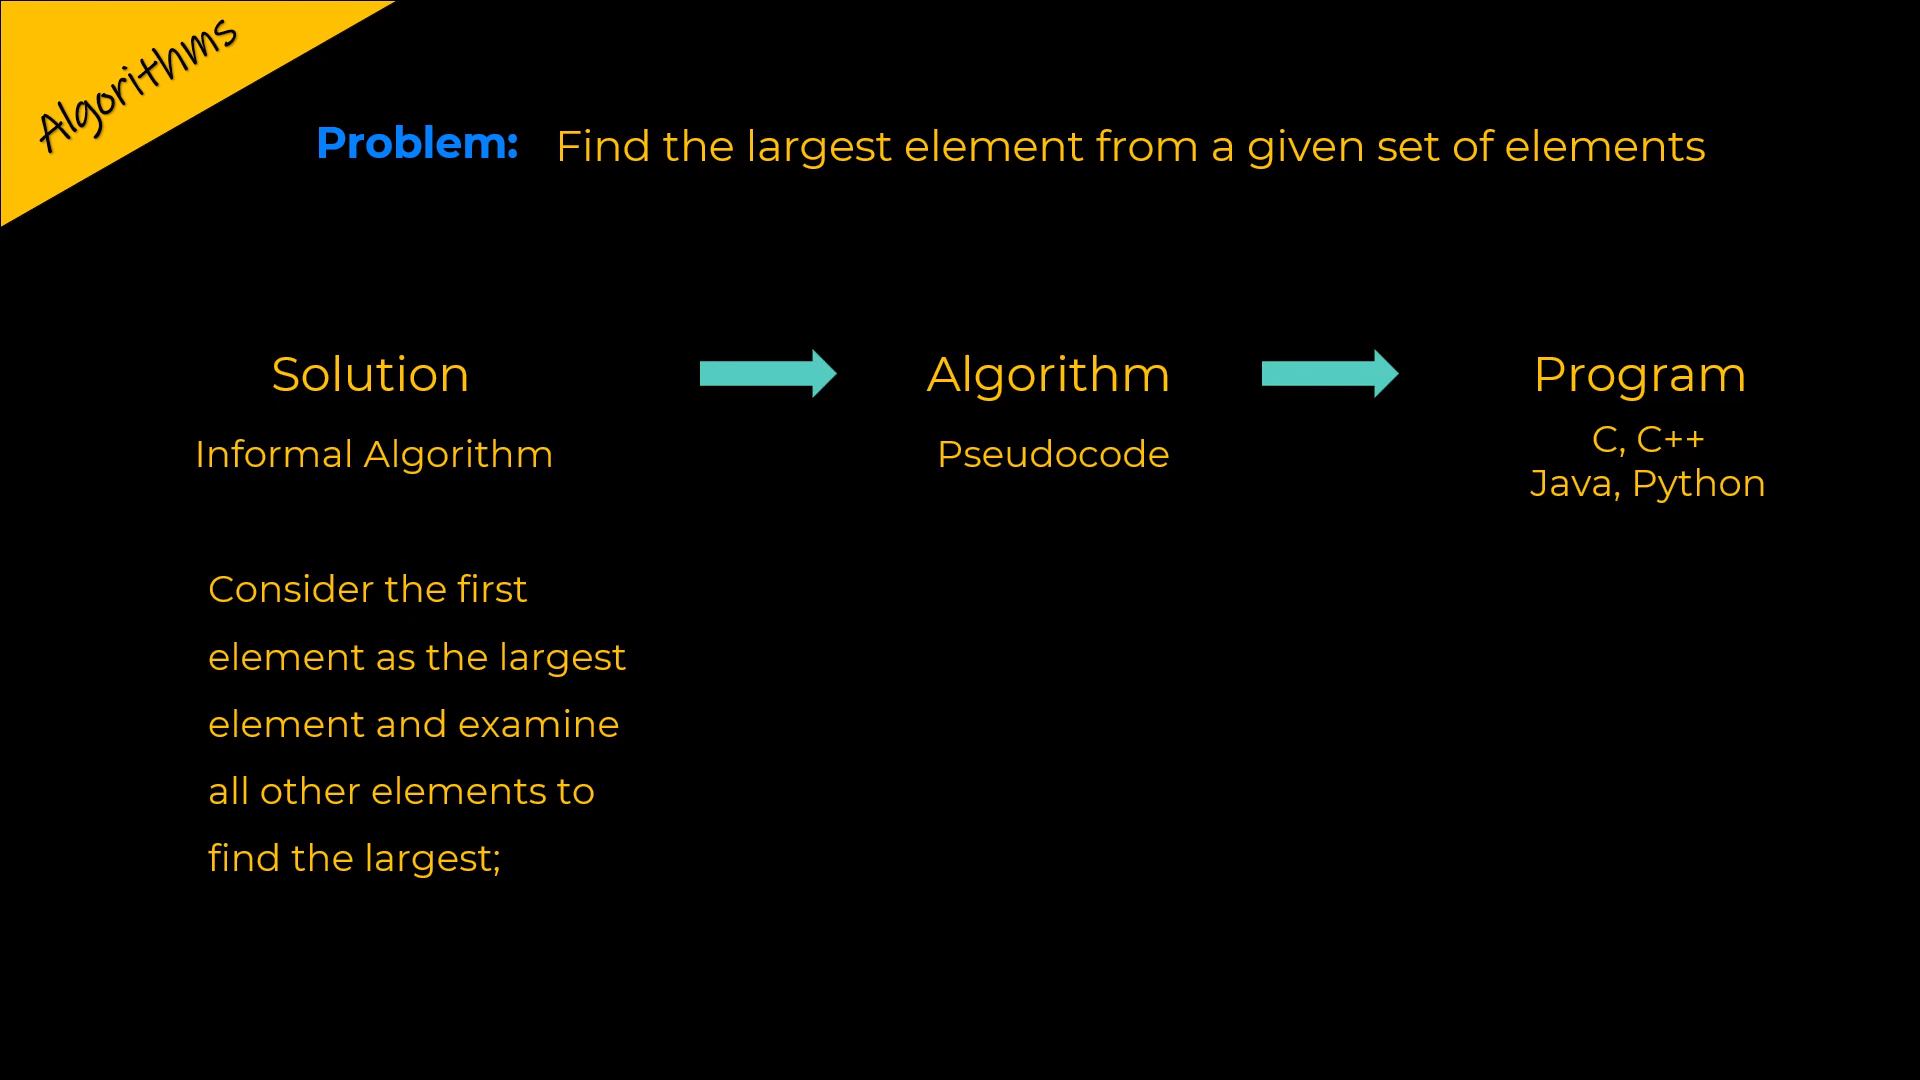 Algorithms
Problem: Find the largest element from a given set of elements
Solution
Algorithm
Program
Informal Algorithm
Pseudocode
C, C++
Java, Python
Consider the first
element as the largest
element and examine
all other elements to
find the largest;